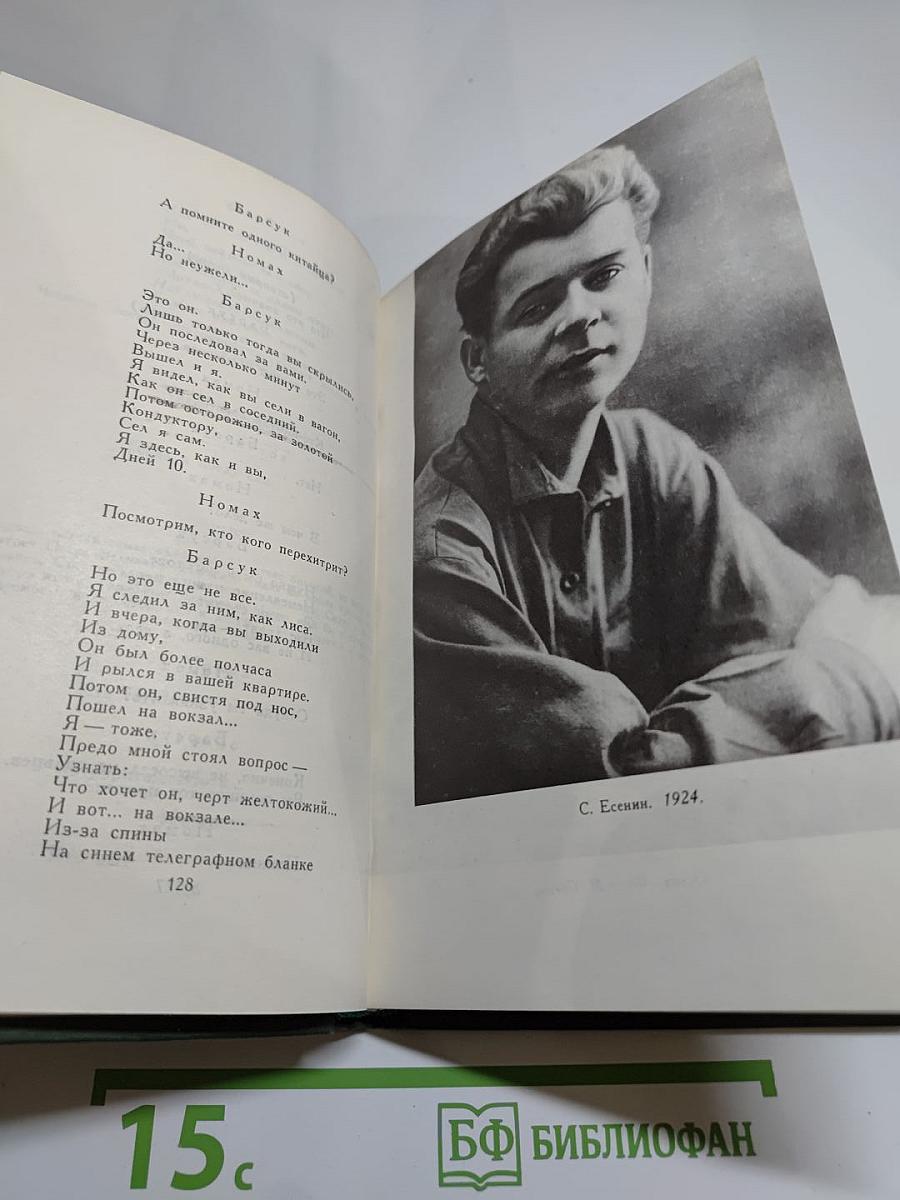 Барсук
А помните одного китайца?
Номах
Да...
Но неужели...
Барсук
Это он.
Лишь только тогда вы скрылись,
Он последовал за вами.
Через несколько минут
Вышел и я.
Я видел, как вы сели в вагон,
Как он сел в соседний.
Потом осторожно, за золотой
Кондуктору,
Сел я сам.
Я здесь, как и вы,
Дней 10.
Номах
Посмотрим, кто кого перехитрит?
Барсук
Но это еще не все.
Я следил за ним, как лиса.
И вчера, когда вы выходили
Из дому,
Он был более полчаса
И рылся в вашей квартире.
Потом он, свистя под нос,
Пошел на вокзал...
Я — тоже,
Предо мной стоял вопрос —
Узнать:
Что хочет он, черт желтокожий...
И вот... на вокзале...
Из-за спины
На синем телеграфном бланке
128
С. Есенин. 1924.
15 с
БФ БИБЛИОФАН